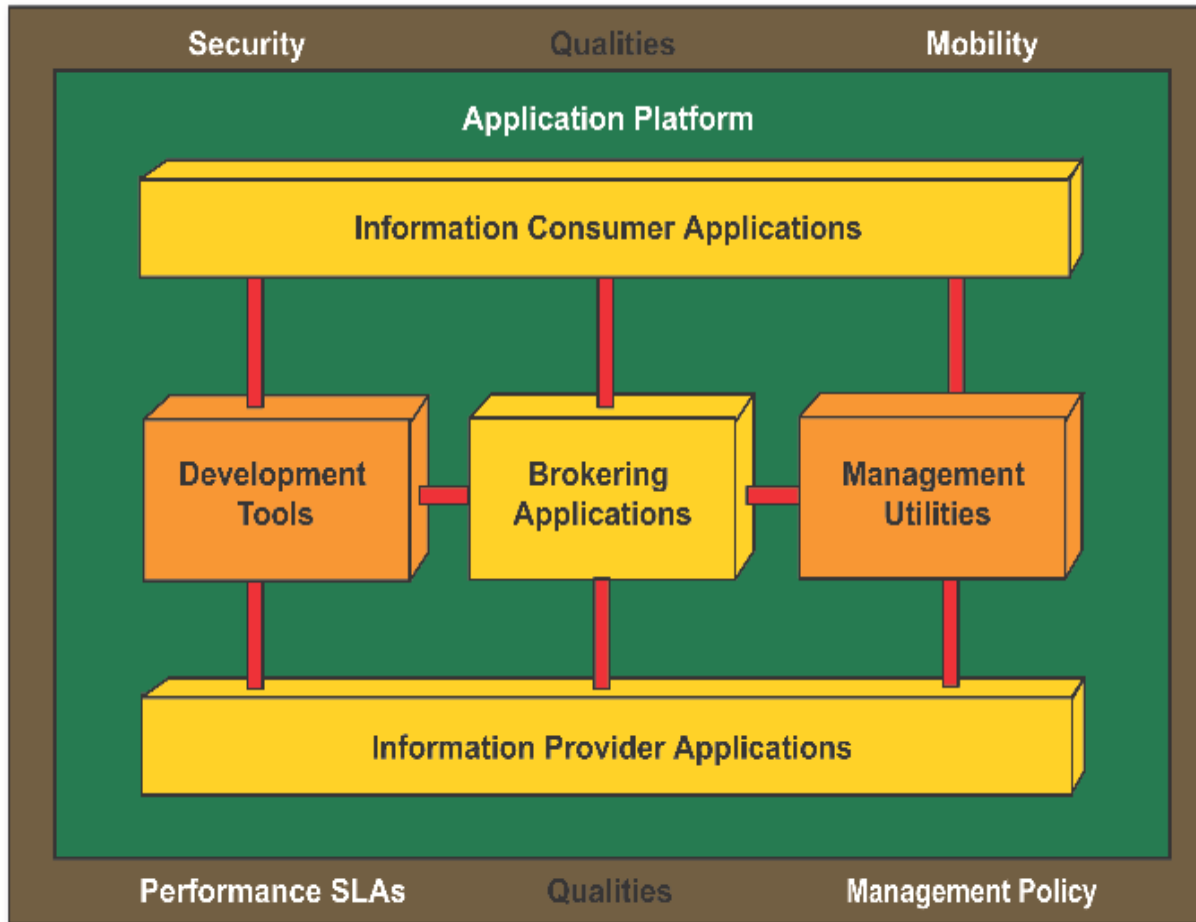 Security Qualities Mobility
Application Platform
Information Consumer Applications
Development
Tools
Brokering
Applications
Management
Utilities
Information Provider Applications
Performance SLAs Qualities Management Policy